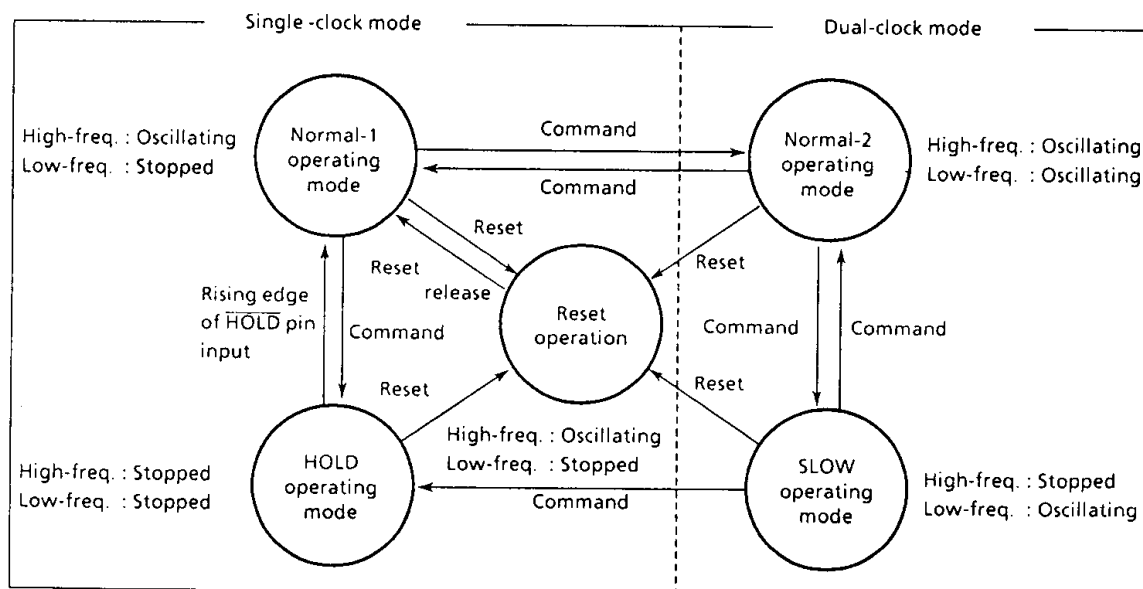 Single -clock mode
Dual-clock mode
High-freq. : Oscillating
Low-freq. : Stopped
Normal-1
operating
mode
Command
Command
Normal-2
operating
mode
High-freq. : Oscillating
Low-freq. : Oscillating
Reset
Reset
release
Reset
Rising edge
of HOLD pin
input
Command
Reset
operation
Command
Command
Reset
Reset
High-freq. : Oscillating
Low-freq. : Stopped
Command
High-freq. : Stopped
Low-freq. : Stopped
HOLD
operating
mode
SLOW
operating
mode
High-freq. : Stopped
Low-freq. : Oscillating